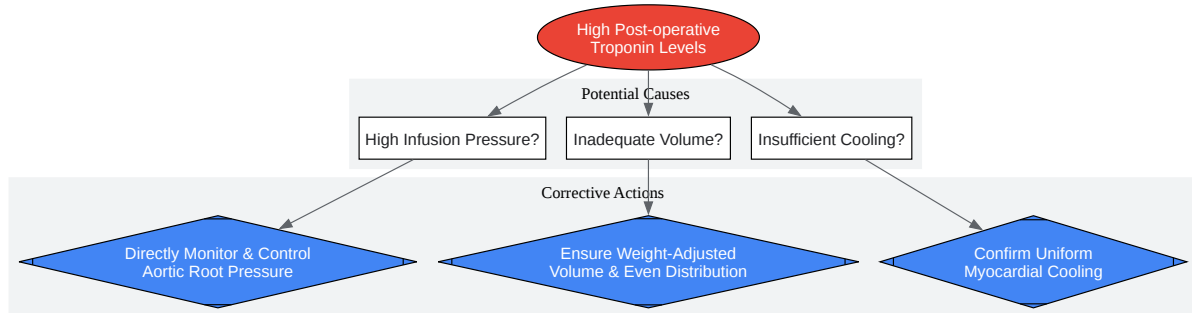 High Post-operative
Troponin Levels
Potential Causes
High Infusion Pressure?
Inadequate Volume?
Insufficient Cooling?
Corrective Actions
Directly Monitor & Control
Aortic Root Pressure
Ensure Weight-Adjusted
Volume & Even Distribution
Confirm Uniform
Myocardial Cooling